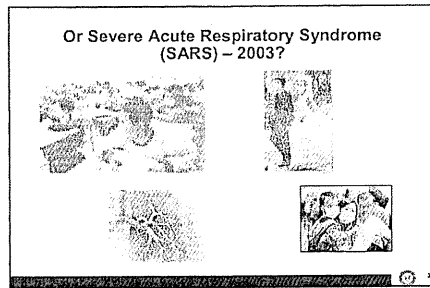 Or Severe Acute Respiratory Syndrome
(SARS) – 2003?